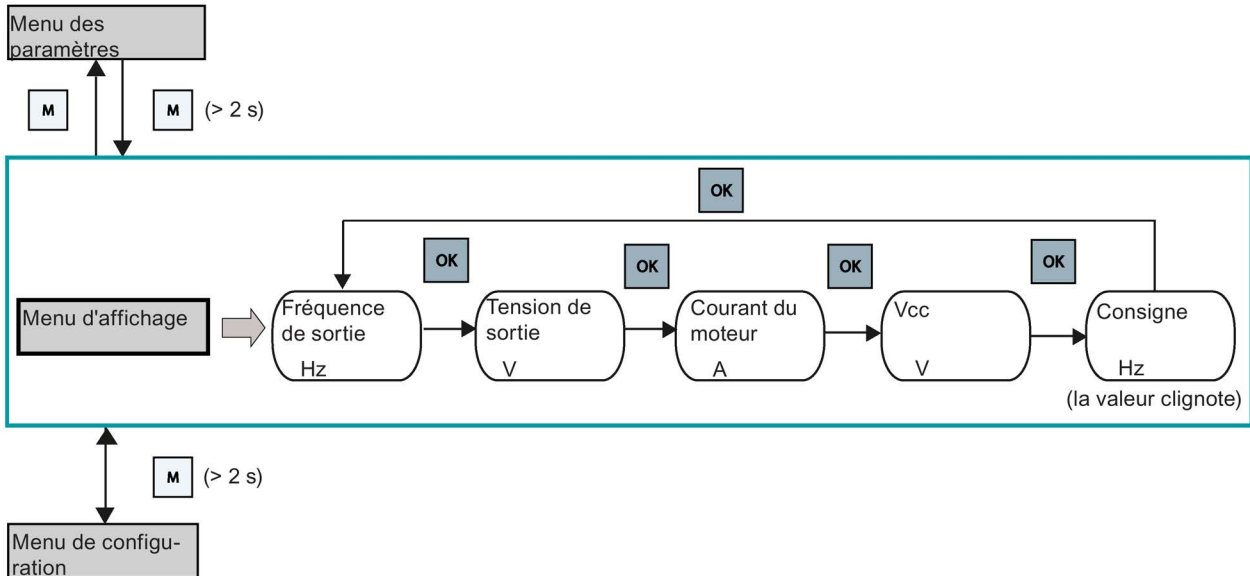 Menu des
paramètres
M
M (> 2 s)
OK
OK
OK
OK
OK
Menu d'affichage
Fréquence
de sortie
Hz
Tension de
sortie
V
Courant du
moteur
A
Vcc
V
Consigne
Hz
(la valeur clignote)
M (> 2 s)
Menu de configu-
ration